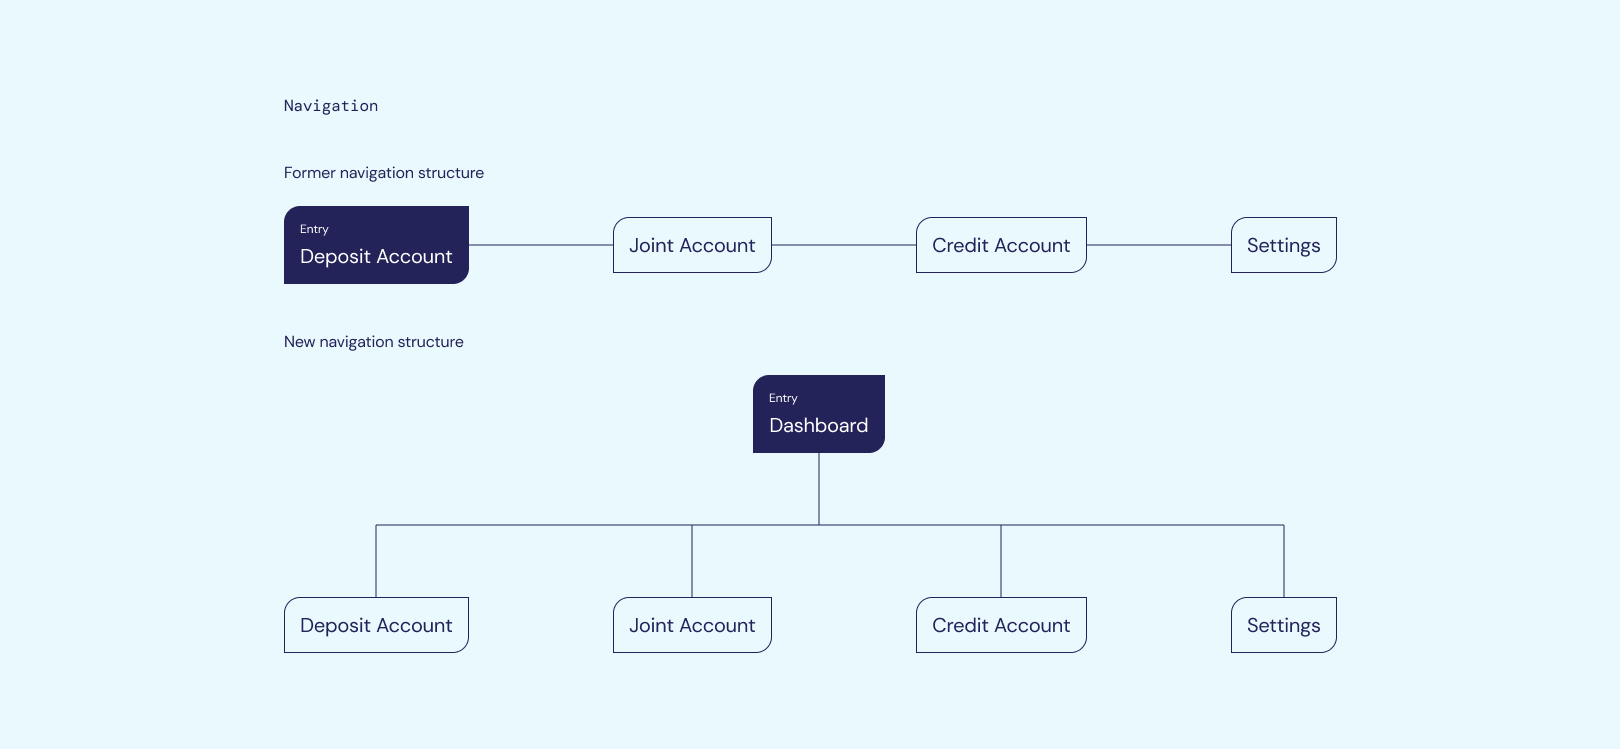 Navigation
Former navigation structure
Entry
Deposit Account
Joint Account
Credit Account
Settings
New navigation structure
Entry
Dashboard
Deposit Account
Joint Account
Credit Account
Settings